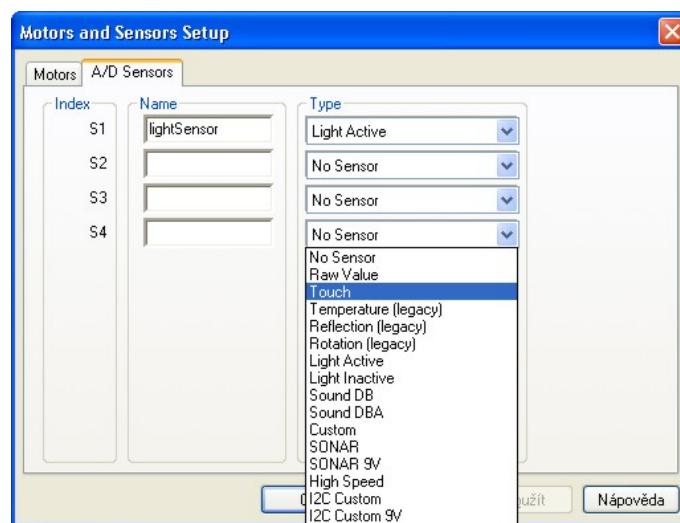 Motors and Sensors Setup
Motors A/D Sensors
Index Name Type
S1 lightSensor Light Active
S2 No Sensor
S3 No Sensor
S4 No Sensor
No Sensor
Raw Value
Touch
Temperature (legacy)
Reflection (legacy)
Rotation (legacy)
Light Active
Light Inactive
Sound DB
Sound DBA
Custom
SONAR
SONAR 9V
High Speed
I2C Custom
I2C Custom 9V
Nápověda